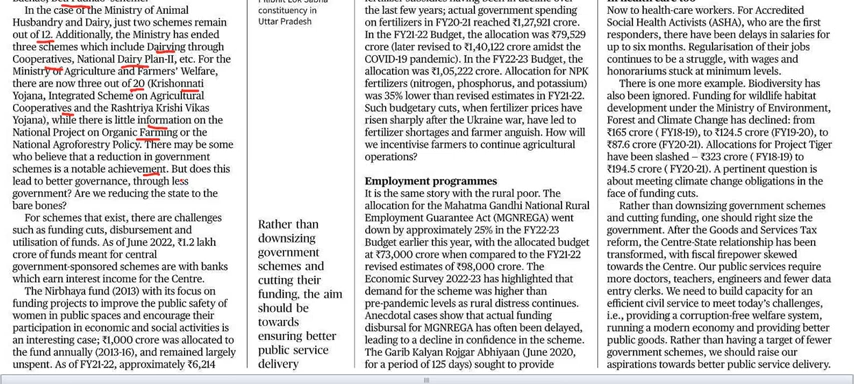 In the case of the Ministry of Animal
Husbandry and Dairy, just two schemes remain
out of 12. Additionally, the Ministry has ended
three schemes which include Dairying through
Cooperatives, National Dairy Plan-II, etc. For the
Ministry of Agriculture and Farmers' Welfare,
there are now three out of 20 (Krishonnati
Yojana, Integrated Scheme on Agricultural
Cooperatives and the Rashtriya Krishi Vikas
Yojana), while there is little information on the
National Project on Organic Farming or the
National Agroforestry Policy. There may be some
who believe that a reduction in government
schemes is a notable achievement. But does this
lead to better governance, through less
government? Are we reducing the state to the
bare bones?
For schemes that exist, there are challenges
such as funding cuts, disbursement and
utilisation of funds. As of June 2022, ₹1.2 lakh
crore of funds meant for central
government-sponsored schemes are with banks
which earn interest income for the Centre.
The Nirbhaya fund (2013) with its focus on
funding projects to improve the public safety of
women in public spaces and encourage their
participation in economic and social activities is
an interesting case; ₹1,000 crore was allocated to
the fund annually (2013-16), and remained largely
unspent. As of FY21-22, approximately ₹6,214
constituency in
Uttar Pradesh
Rather than
downsizing
government
schemes and
cutting their
funding, the aim
should be
towards
ensuring better
public service
delivery
the last few years; actual government spending
on fertilizers in FY20-21 reached ₹1,27,921 crore.
In the FY21-22 Budget, the allocation was ₹79,529
crore (later revised to ₹1,40,122 crore amidst the
COVID-19 pandemic). In the FY22-23 Budget, the
allocation was ₹1,05,222 crore. Allocation for NPK
fertilizers (nitrogen, phosphorus, and potassium)
was 35% lower than revised estimates in FY21-22.
Such budgetary cuts, when fertilizer prices have
risen sharply after the Ukraine war, have led to
fertilizer shortages and farmer anguish. How will
we incentivise farmers to continue agricultural
operations?
Employment programmes
It is the same story with the rural poor. The
allocation for the Mahatma Gandhi National Rural
Employment Guarantee Act (MGNREGA) went
down by approximately 25% in the FY22-23
Budget earlier this year, with the allocated budget
at ₹73,000 crore when compared to the FY21-22
revised estimates of ₹98,000 crore. The
Economic Survey 2022-23 has highlighted that
demand for the scheme was higher than
pre-pandemic levels as rural distress continues.
Anecdotal cases show that actual funding
disbursal for MGNREGA has often been delayed,
leading to a decline in confidence in the scheme.
The Garib Kalyan Rojgar Abhiyaan (June 2020,
for a period of 125 days) sought to provide
Now to health-care workers. For Accredited
Social Health Activists (ASHA), who are the first
responders, there have been delays in salaries for
up to six months. Regularisation of their jobs
continues to be a struggle, with wages and
honorariums stuck at minimum levels.
There is one more example. Biodiversity has
also been ignored. Funding for wildlife habitat
development under the Ministry of Environment,
Forest and Climate Change has declined: from
₹165 crore ( FY18-19), to ₹124.5 crore (FY19-20), to
₹87.6 crore (FY20-21). Allocations for Project Tiger
have been slashed – ₹323 crore ( FY18-19) to
₹194.5 crore ( FY20-21). A pertinent question is
about meeting climate change obligations in the
face of funding cuts.
Rather than downsizing government schemes
and cutting funding, one should right size the
government. After the Goods and Services Tax
reform, the Centre-State relationship has been
transformed, with fiscal firepower skewed
towards the Centre. Our public services require
more doctors, teachers, engineers and fewer data
entry clerks. We need to build capacity for an
efficient civil service to meet today's challenges,
i.e., providing a corruption-free welfare system,
running a modern economy and providing better
public goods. Rather than having a target of fewer
government schemes, we should raise our
aspirations towards better public service delivery.